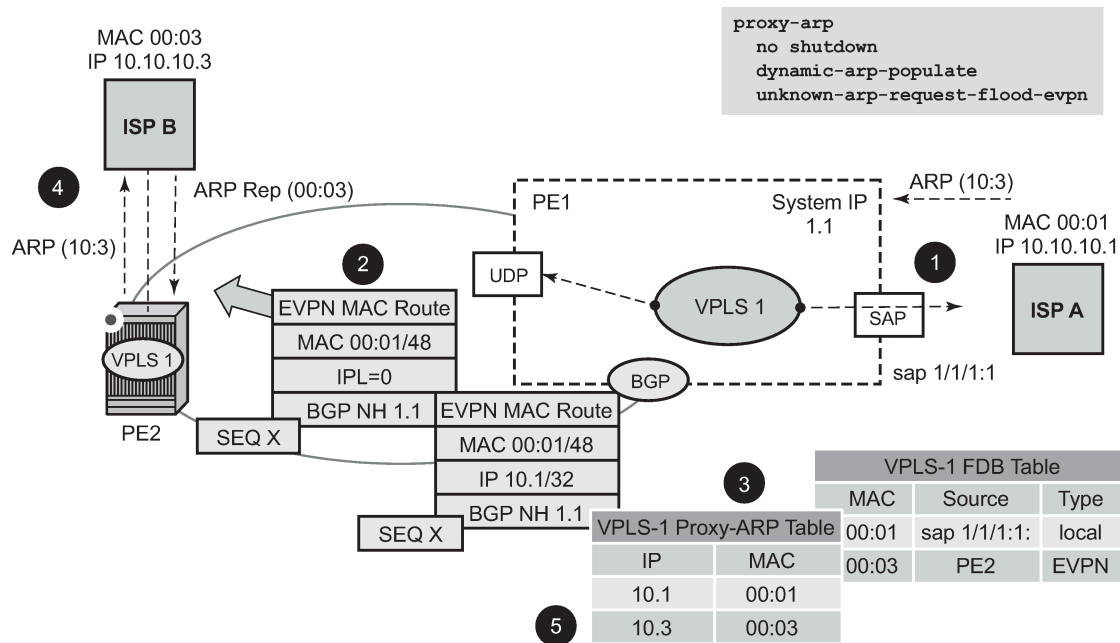 proxy-arp
no shutdown
dynamic-arp-populate
unknown-arp-request-flood-evpn
MAC 00:03
IP 10.10.10.3
ISP B
4
ARP Rep (00:03)
ARP (10:3)
PE1
System IP
1.1
ARP (10:3)
MAC 00:01
IP 10.10.10.1
1
ISP A
UDP
VPLS 1
SAP
sap 1/1/1:1
BGP
2
EVPN MAC Route
MAC 00:01/48
IPL=0
BGP NH 1.1
SEQ X
VPLS 1
PE2
EVPN MAC Route
MAC 00:01/48
IP 10.1/32
BGP NH 1.1
SEQ X
3
VPLS-1 FDB Table
MAC Source Type
00:01 sap 1/1/1:1: local
00:03 PE2 EVPN
VPLS-1 Proxy-ARP Table
IP MAC
10.1 00:01
10.3 00:03
5